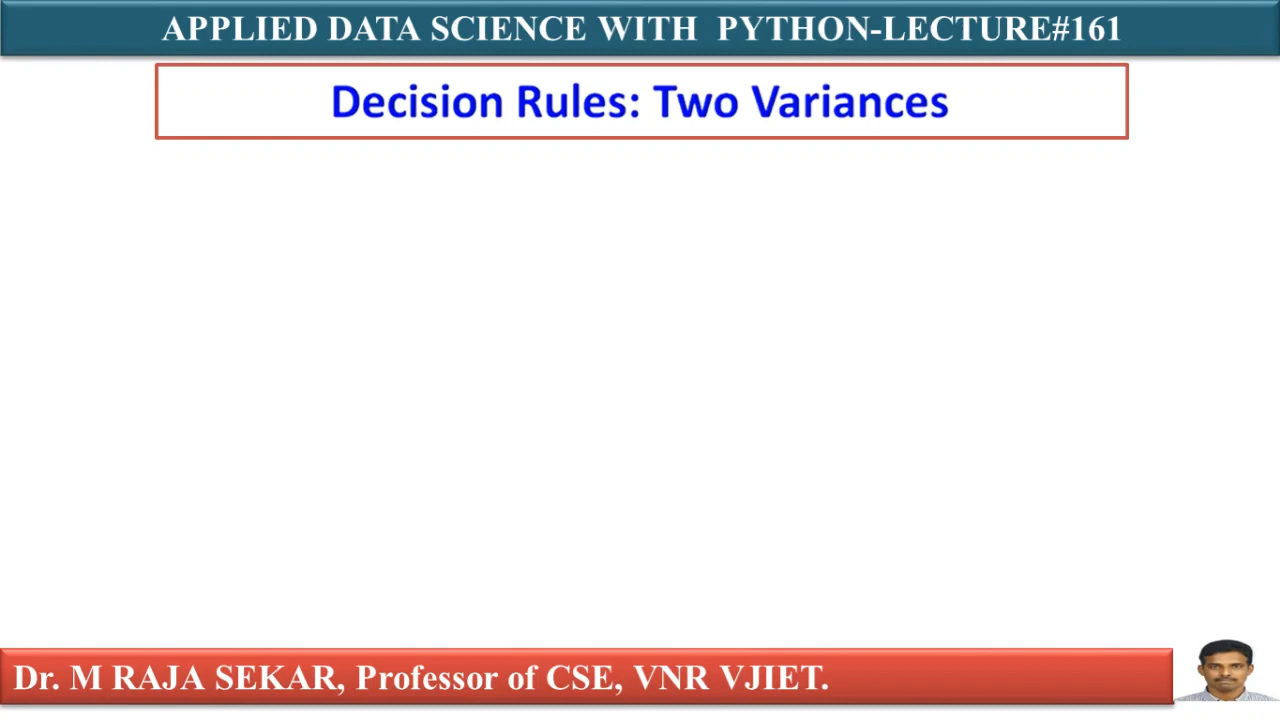 APPLIED DATA SCIENCE WITH PYTHON-LECTURE#161
Decision Rules: Two Variances
Dr. M RAJA SEKAR, Professor of CSE, VNR VJIET.